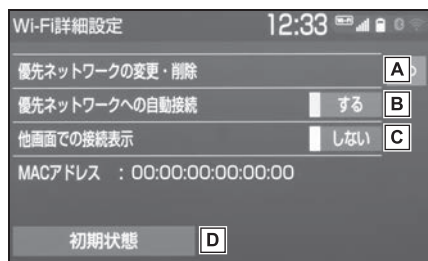 Wi-Fi詳細設定 12:33
優先ネットワークの変更・削除 A
優先ネットワークへの自動接続 する B
他画面での接続表示 しない C
MACアドレス : 00:00:00:00:00:00
初期状態 D